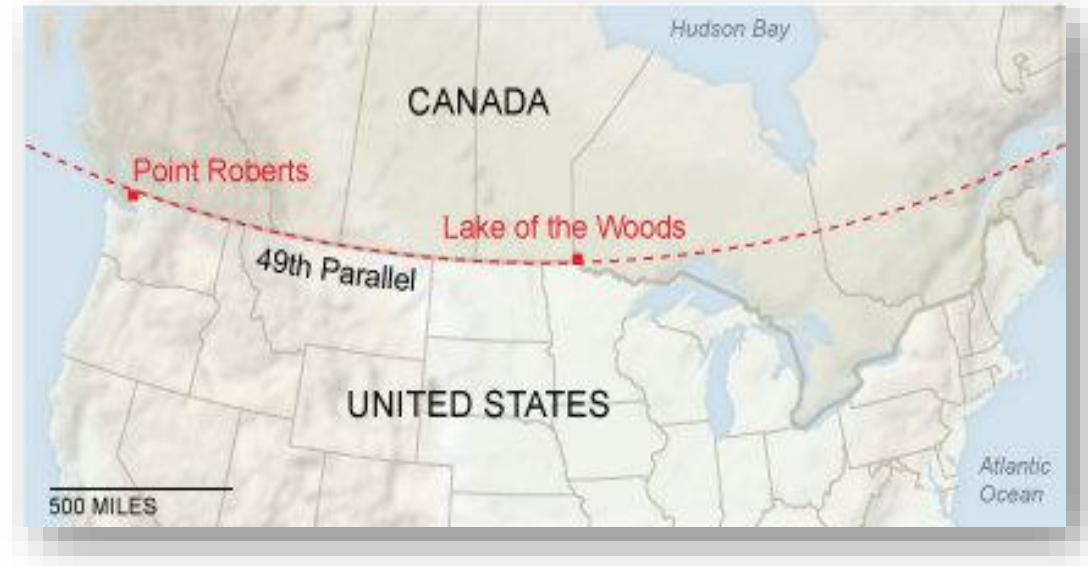 Hudson Bay
CANADA
Point Roberts
Lake of the Woods
49th Parallel
UNITED STATES
Atlantic
Ocean
500 MILES